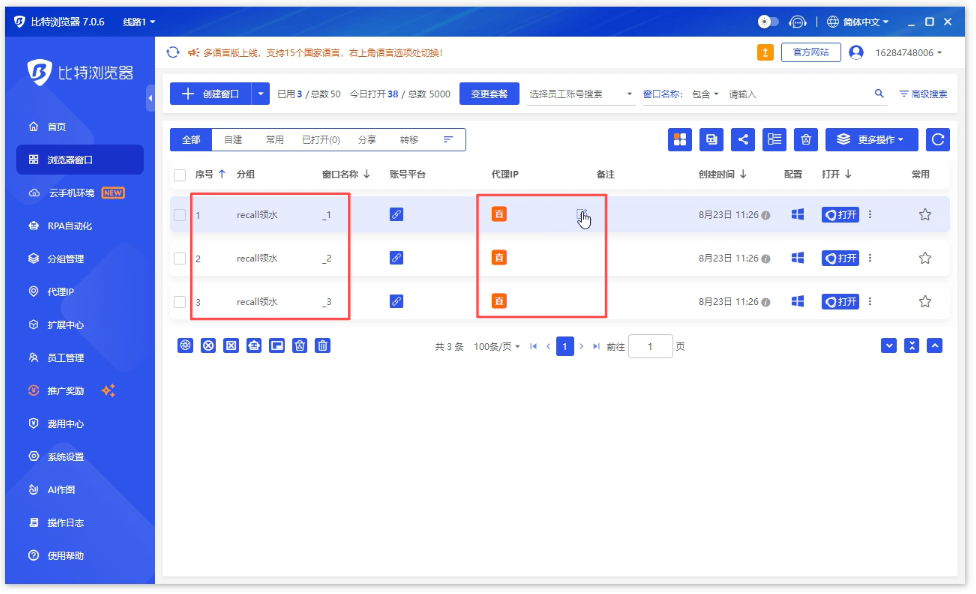 比特浏览器 7.0.6 线路1 简体中文
多语言版上线，支持15个国家语言，右上角语言选项处切换！ 官方网站 16284748006
比特浏览器
创建窗口 已用 3 / 总数 50 今日打开 38 / 总数 5000 变更套餐 选择员工账号搜索 窗口名称: 包含 请输入 高级搜索
首页
浏览器窗口
云手机环境 NEW
RPA自动化
分组管理
代理IP
扩展中心
员工管理
推广奖励
费用中心
系统设置
AI作图
操作日志
使用帮助
全部 自建 常用 已打开(0) 分享 转移 更多操作
序号 分组 窗口名称 账号平台 代理IP 备注 创建时间 配置 打开 常用
1 recall领水 _1 直 8月23日 11:26 打开
2 recall领水 _2 直 8月23日 11:26 打开
3 recall领水 _3 直 8月23日 11:26 打开
共 3 条 100条/页 1 前往 1 页